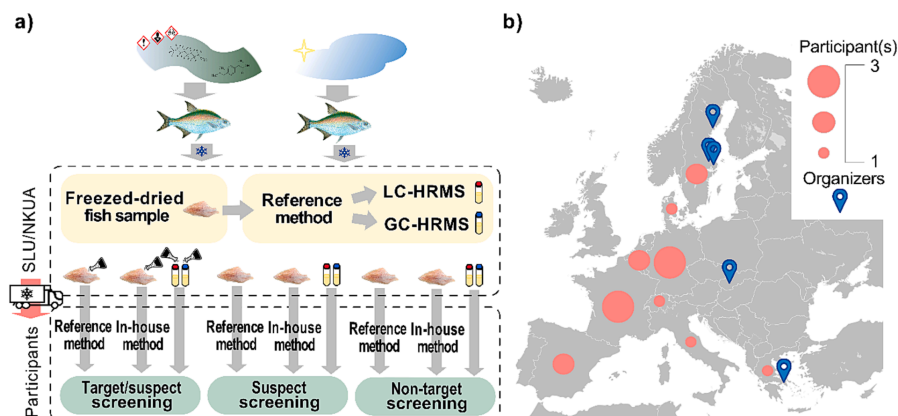 a)
Freezed-dried
fish sample
Reference
method
LC-HRMS
GC-HRMS
SLU/NKUA
Participants
Reference
method
In-house
method
Reference
method
In-house
method
Reference
method
In-house
method
Target/suspect
screening
Suspect
screening
Non-target
screening
b)
Participant(s)
3
1
Organizers